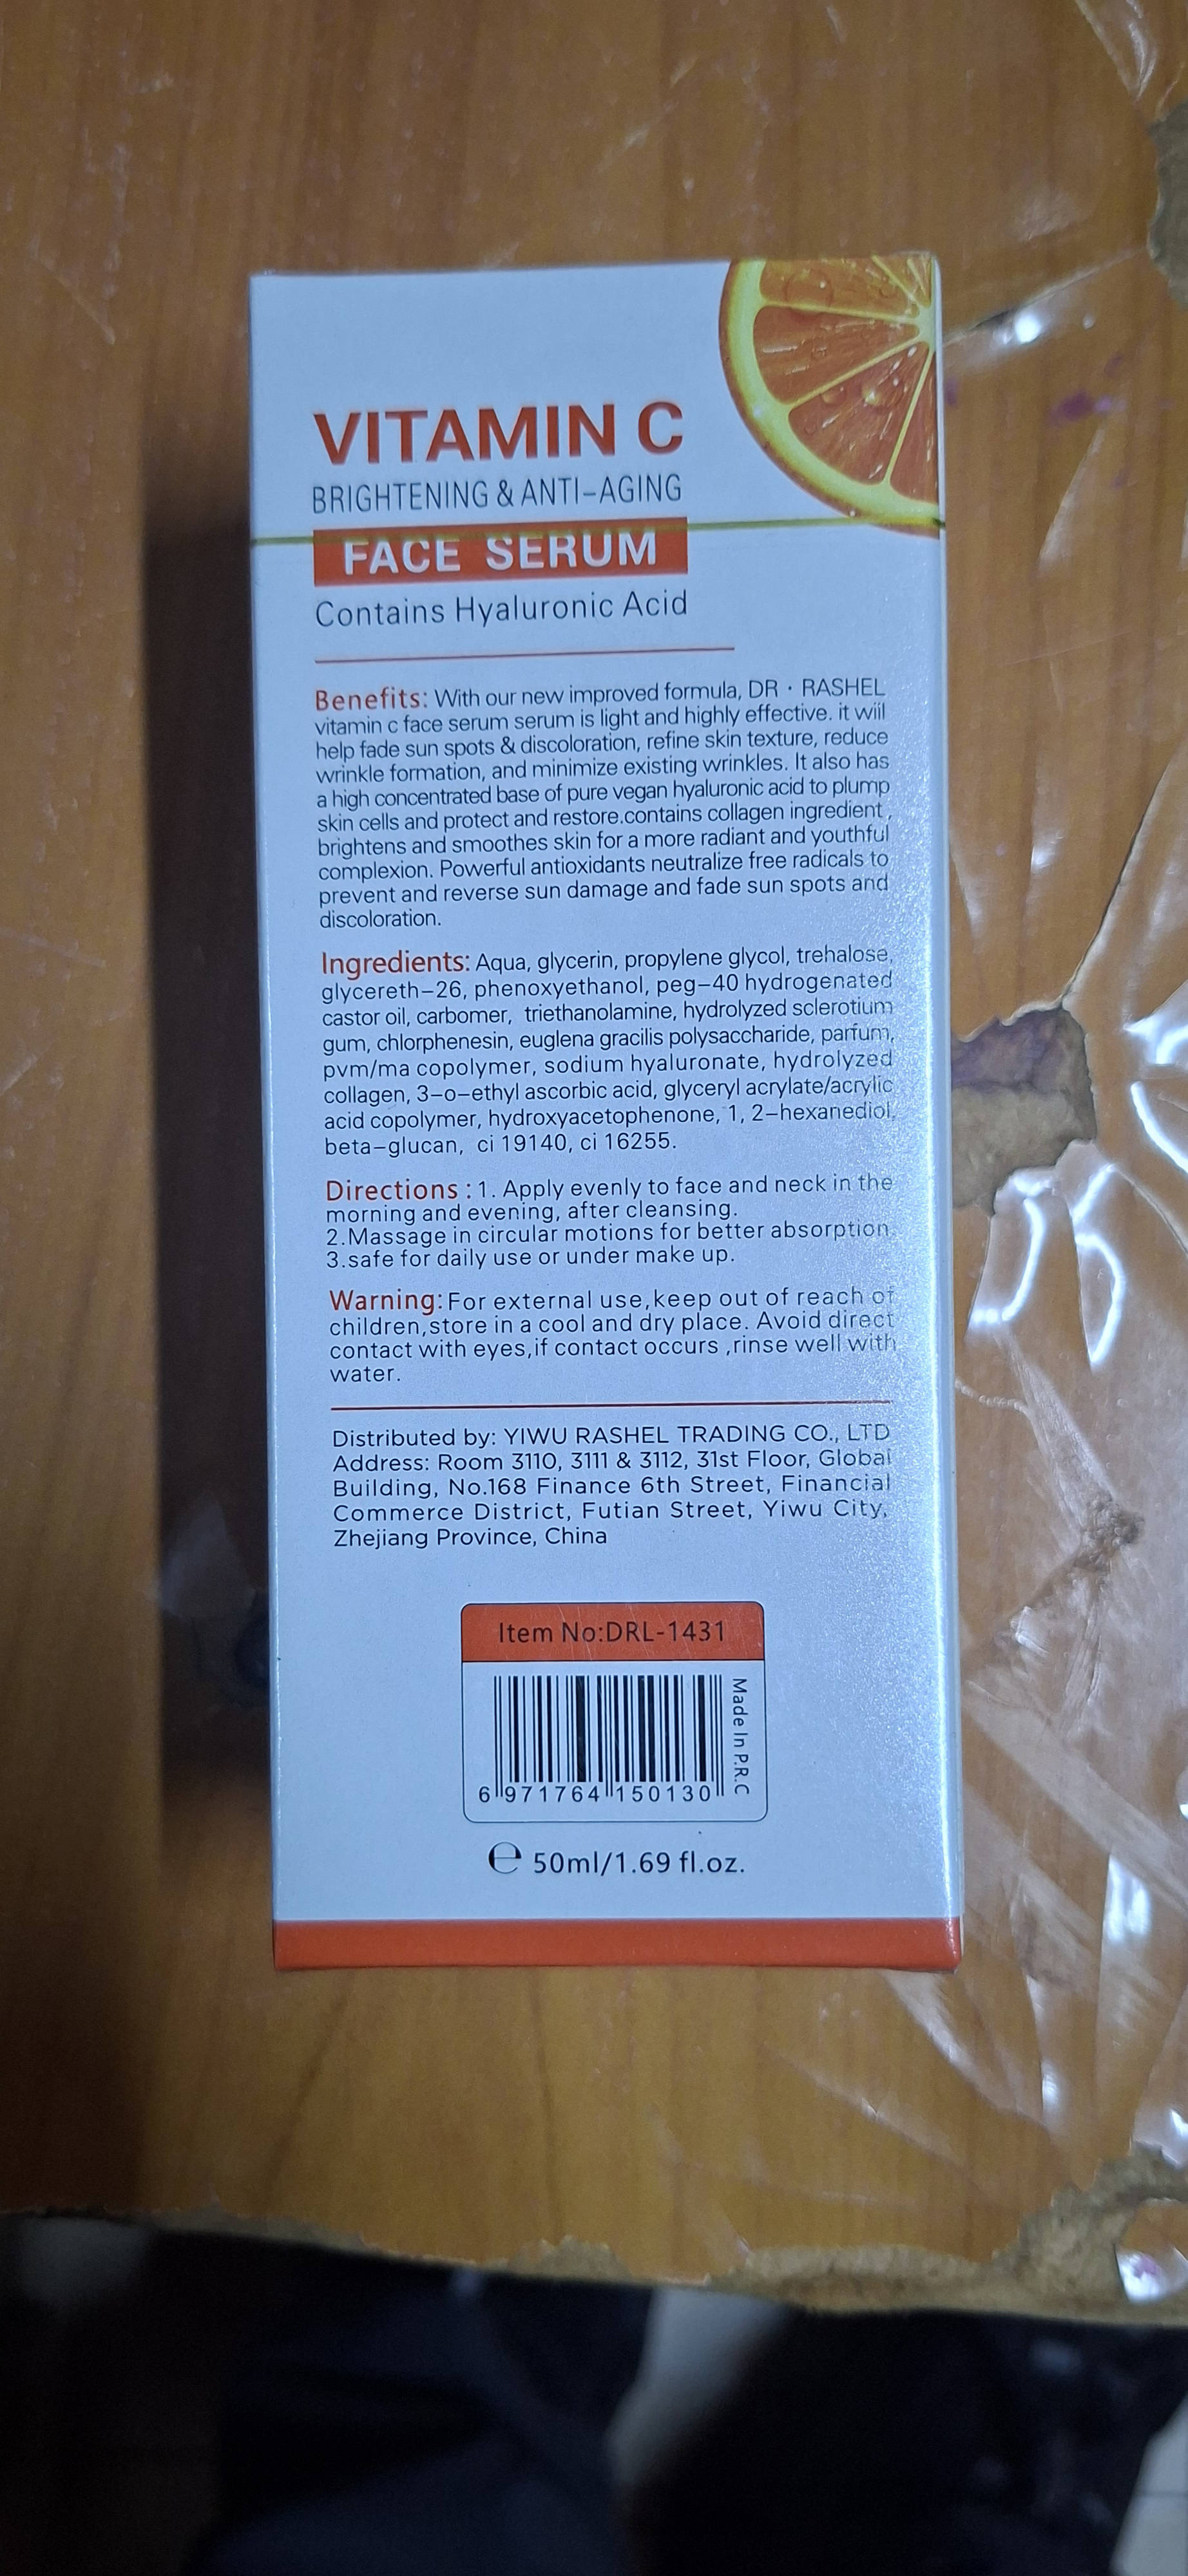 VITAMIN C
BRIGHTENING & ANTI-AGING
FACE SERUM
Contains Hyaluronic Acid
Benefits: With our new improved formula, DR · RASHEL
vitamin c face serum serum is light and highly effective. it wiil
help fade sun spots & discoloration, refine skin texture, reduce
wrinkle formation, and minimize existing wrinkles. It also has
a high concentrated base of pure vegan hyaluronic acid to plump
skin cells and protect and restore.contains collagen ingredient ,
brightens and smoothes skin for a more radiant and youthful
complexion. Powerful antioxidants neutralize free radicals to
prevent and reverse sun damage and fade sun spots and
discoloration.
Ingredients: Aqua, glycerin, propylene glycol, trehalose,
glycereth-26, phenoxyethanol, peg-40 hydrogenated
castor oil, carbomer, triethanolamine, hydrolyzed sclerotium
gum, chlorphenesin, euglena gracilis polysaccharide, parfum,
pvm/ma copolymer, sodium hyaluronate, hydrolyzed
collagen, 3-o-ethyl ascorbic acid, glyceryl acrylate/acrylic
acid copolymer, hydroxyacetophenone, 1, 2-hexanediol,
beta-glucan, ci 19140, ci 16255.
Directions : 1. Apply evenly to face and neck in the
morning and evening, after cleansing.
2.Massage in circular motions for better absorption.
3.safe for daily use or under make up.
Warning: For external use,keep out of reach of
children,store in a cool and dry place. Avoid direct
contact with eyes,if contact occurs ,rinse well with
water.
Distributed by: YIWU RASHEL TRADING CO., LTD
Address: Room 3110, 3111 & 3112, 31st Floor, Global
Building, No.168 Finance 6th Street, Financial
Commerce District, Futian Street, Yiwu City,
Zhejiang Province, China
Item No:DRL-1431
Made In P.R.C
6 971764 150130
e 50ml/1.69 fl.oz.